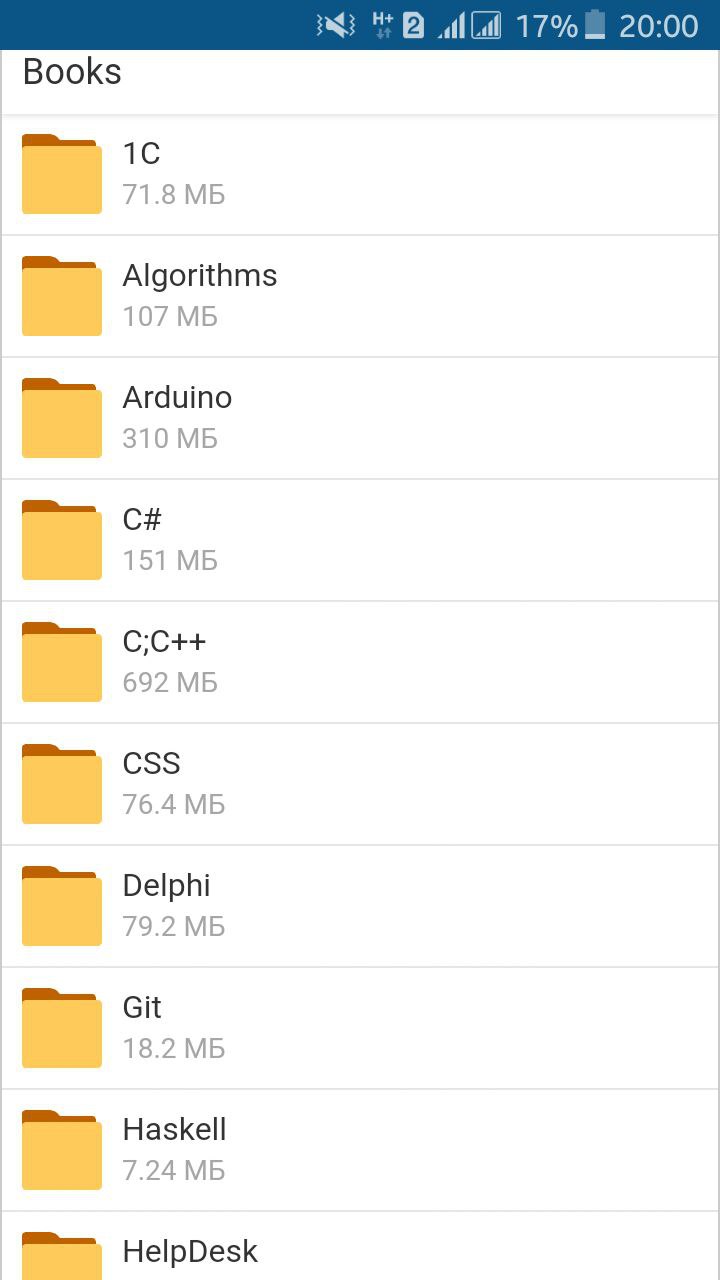 H+ 2 17% 20:00
Books
1C
71.8 МБ
Algorithms
107 МБ
Arduino
310 МБ
C#
151 МБ
C;C++
692 МБ
CSS
76.4 МБ
Delphi
79.2 МБ
Git
18.2 МБ
Haskell
7.24 МБ
HelpDesk